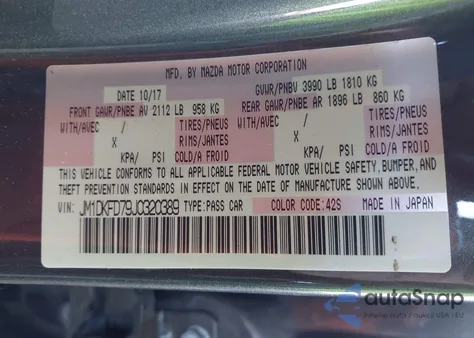 MFD. BY MAZDA MOTOR CORPORATION
DATE 10/17 GVWR/PNBV 3990 LB 1810 KG
FRONT GAWR/PNBE AV 2112 LB 958 KG REAR GAWR/PNBE AR 1896 LB 860 KG
WITH/AVEC / TIRES/PNEUS WITH/AVEC / TIRES/PNEUS
X RIMS/JANTES X RIMS/JANTES
KPA/ PSI COLD/A FROID KPA/ PSI COLD/A FROID
THIS VEHICLE CONFORMS TO ALL APPLICABLE FEDERAL MOTOR VEHICLE SAFETY, BUMPER, AND
THEFT PREVENTION STANDARDS IN EFFECT ON THE DATE OF MANUFACTURE SHOWN ABOVE.
VIN: JM1DKFD79J0320389 TYPE:PASS CAR COLOR CODE:42S MADE IN JAPAN
autoSnap